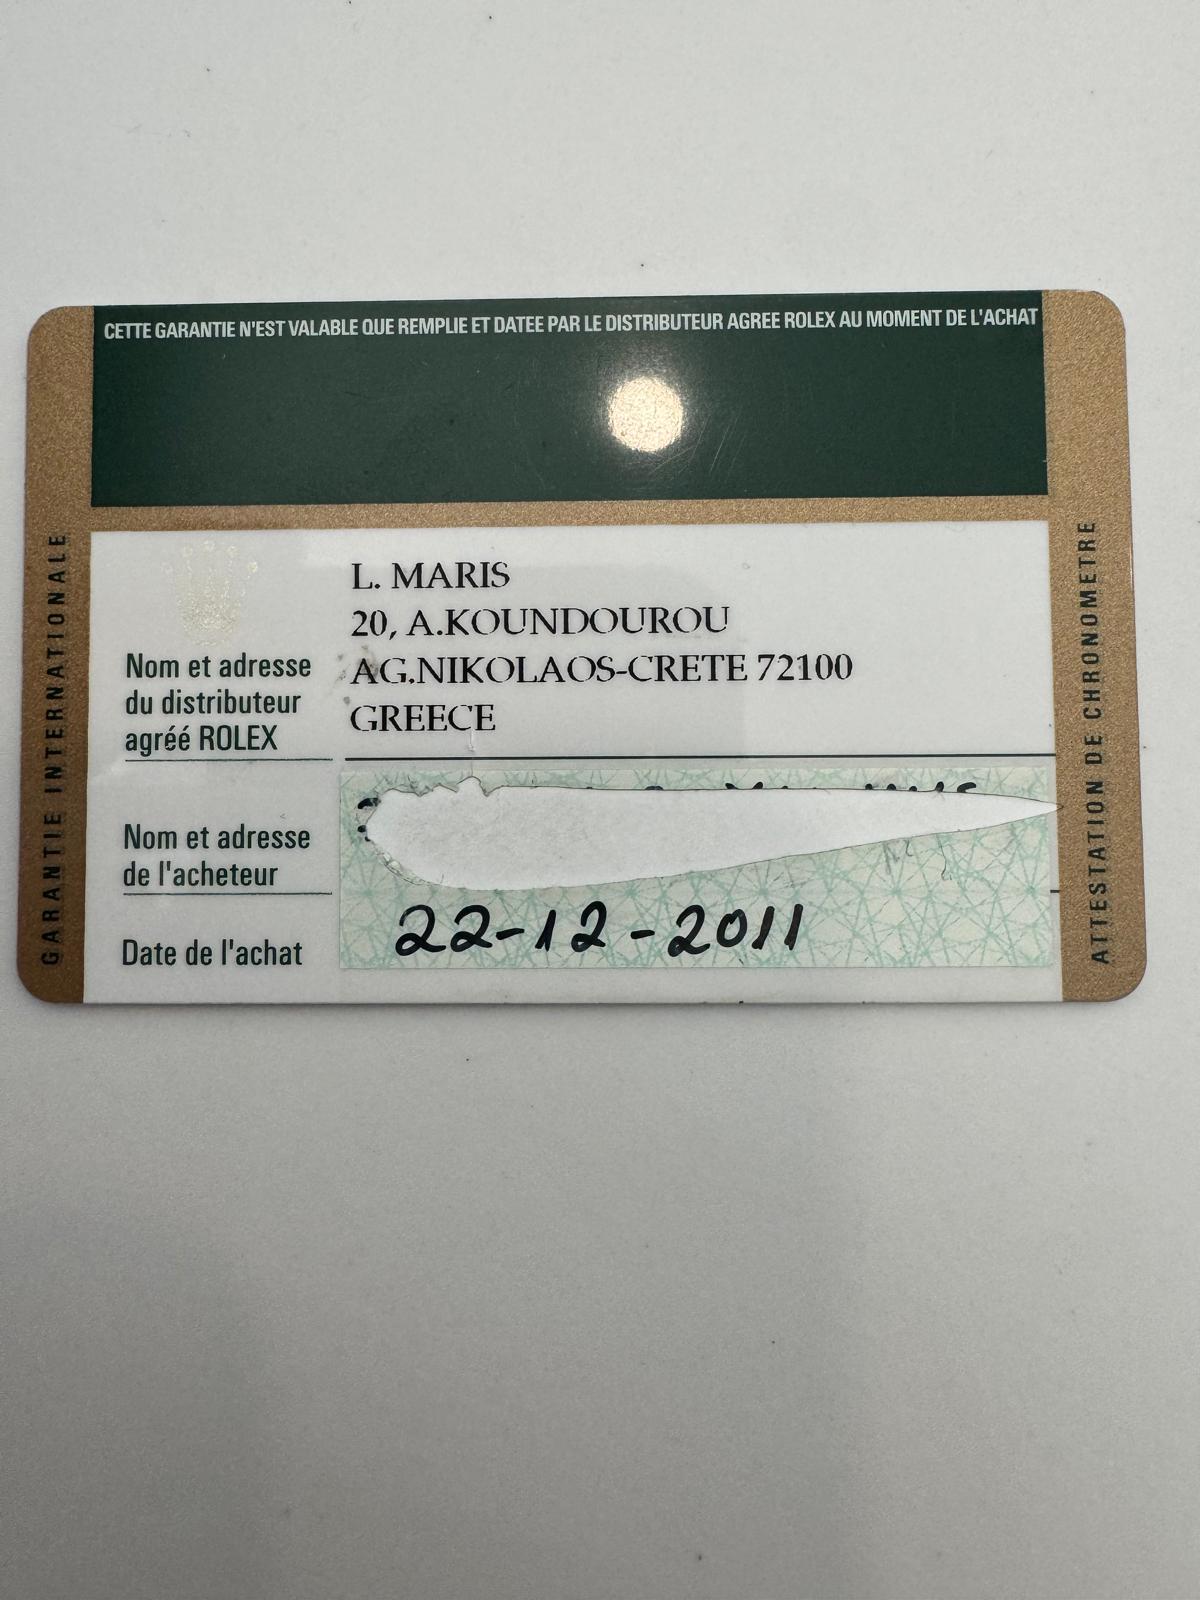 CETTE GARANTIE N'EST VALABLE QUE REMPLIE ET DATEE PAR LE DISTRIBUTEUR AGREE ROLEX AU MOMENT DE L'ACHAT
GARANTIE INTERNATIONALE
L. MARIS
20, A.KOUNDOUROU
AG.NIKOLAOS-CRETE 72100
GREECE
Nom et adresse
du distributeur
agréé ROLEX
Nom et adresse
de l'acheteur
Date de l'achat
22-12-2011
ATTESTATION DE CHRONOMETRE